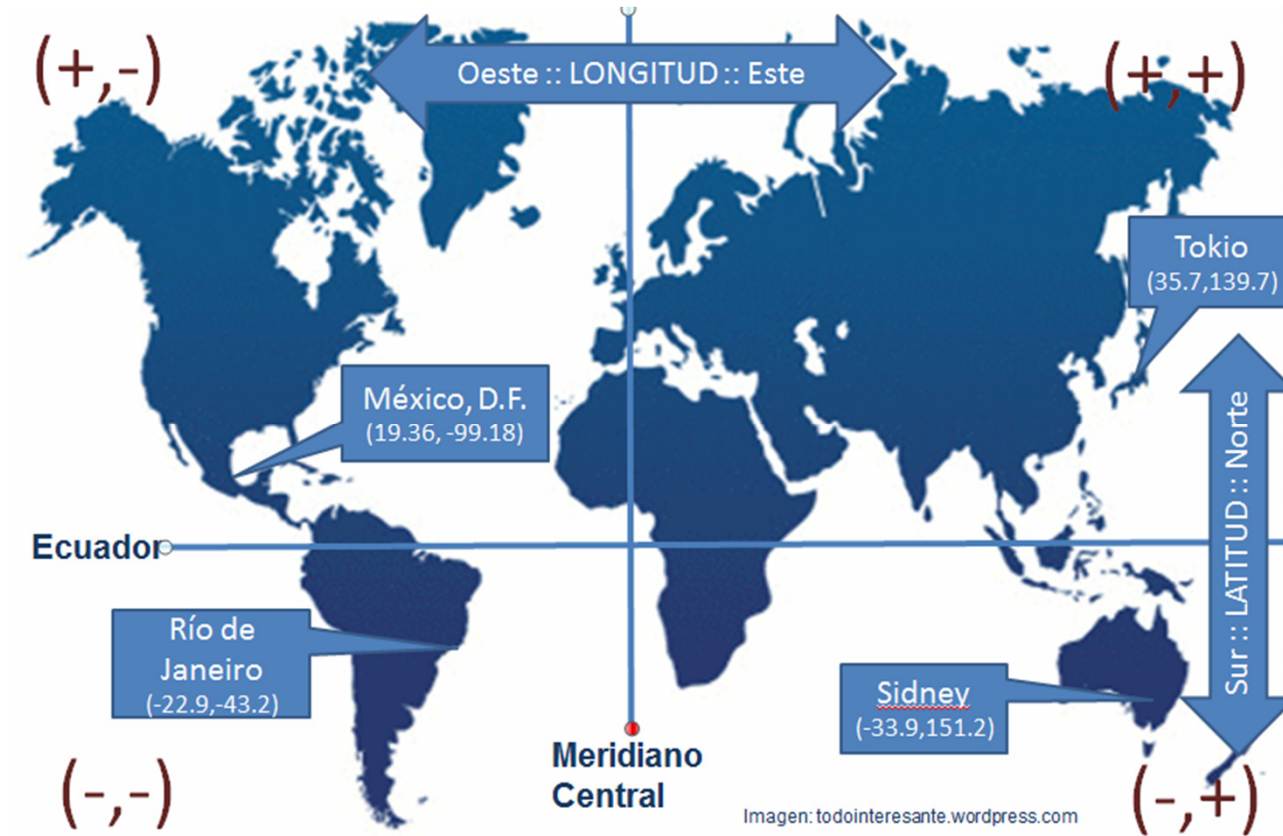 (+,-)
Oeste :: LONGITUD :: Este
(+,+)
Tokio
(35.7,139.7)
México, D.F.
(19.36, -99.18)
Sur :: LATITUD :: Norte
Ecuador
Río de
Janeiro
(-22.9,-43.2)
Sidney
(-33.9,151.2)
Meridiano
Central
(-,-)
(-,+)
Imagen: todointeresante.wordpress.com